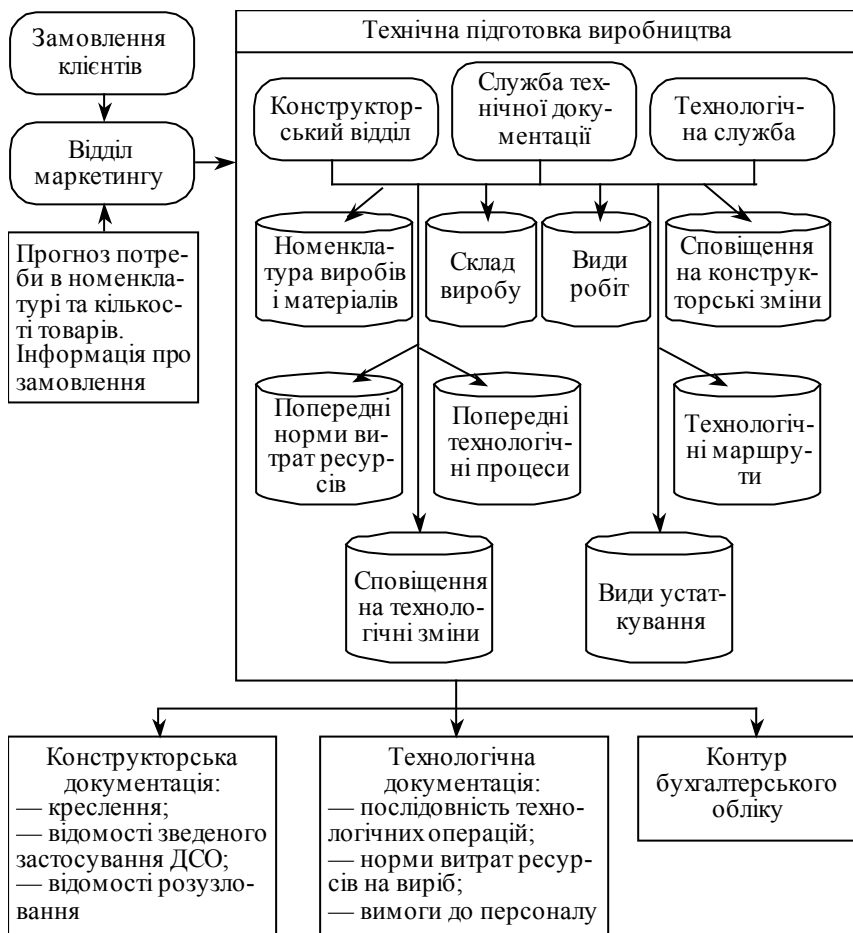 Замовлення
клієнтів
Технічна підготовка виробництва
Відділ
маркетингу
Прогноз потре-
би в номенкла-
турі та кількос-
ті товарів.
Інформація про
замовлення
Конструктор-
ський відділ
Служба тех-
нічної доку-
ментації
Технологіч-
на служба
Номенкла-
тура виробів
і матеріалів
Склад
виробу
Види
робіт
Сповіщення
на конструк-
торські зміни
Попередні
норми ви-
трат ресур-
сів
Попередні
технологіч-
ні процеси
Технологіч-
ні маршру-
ти
Сповіщення
на техноло-
гічні зміни
Види устат-
кування
Конструкторська
документація:
— креслення;
— відомості зведеного
застосування ДСО;
— відомості розузло-
вання
Технологічна
документація:
— послідовність техно-
логічних операцій;
— норми витрат ресур-
сів на виріб;
— вимоги до персоналу
Контур
бухгалтерського
обліку